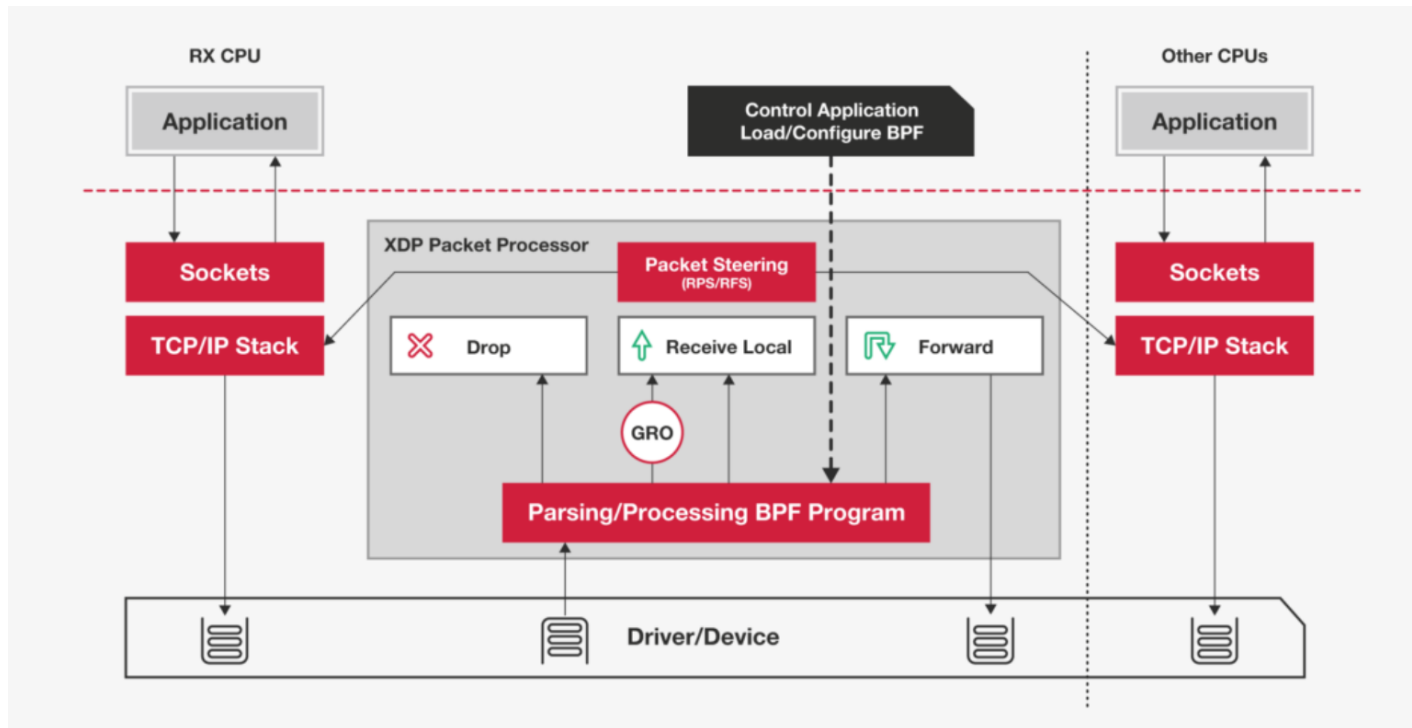 RX CPU
Other CPUs
Application
Control Application
Load/Configure BPF
Application
XDP Packet Processor
Sockets
Packet Steering
(RPS/RFS)
Sockets
TCP/IP Stack
Drop
Receive Local
Forward
TCP/IP Stack
GRO
Parsing/Processing BPF Program
Driver/Device